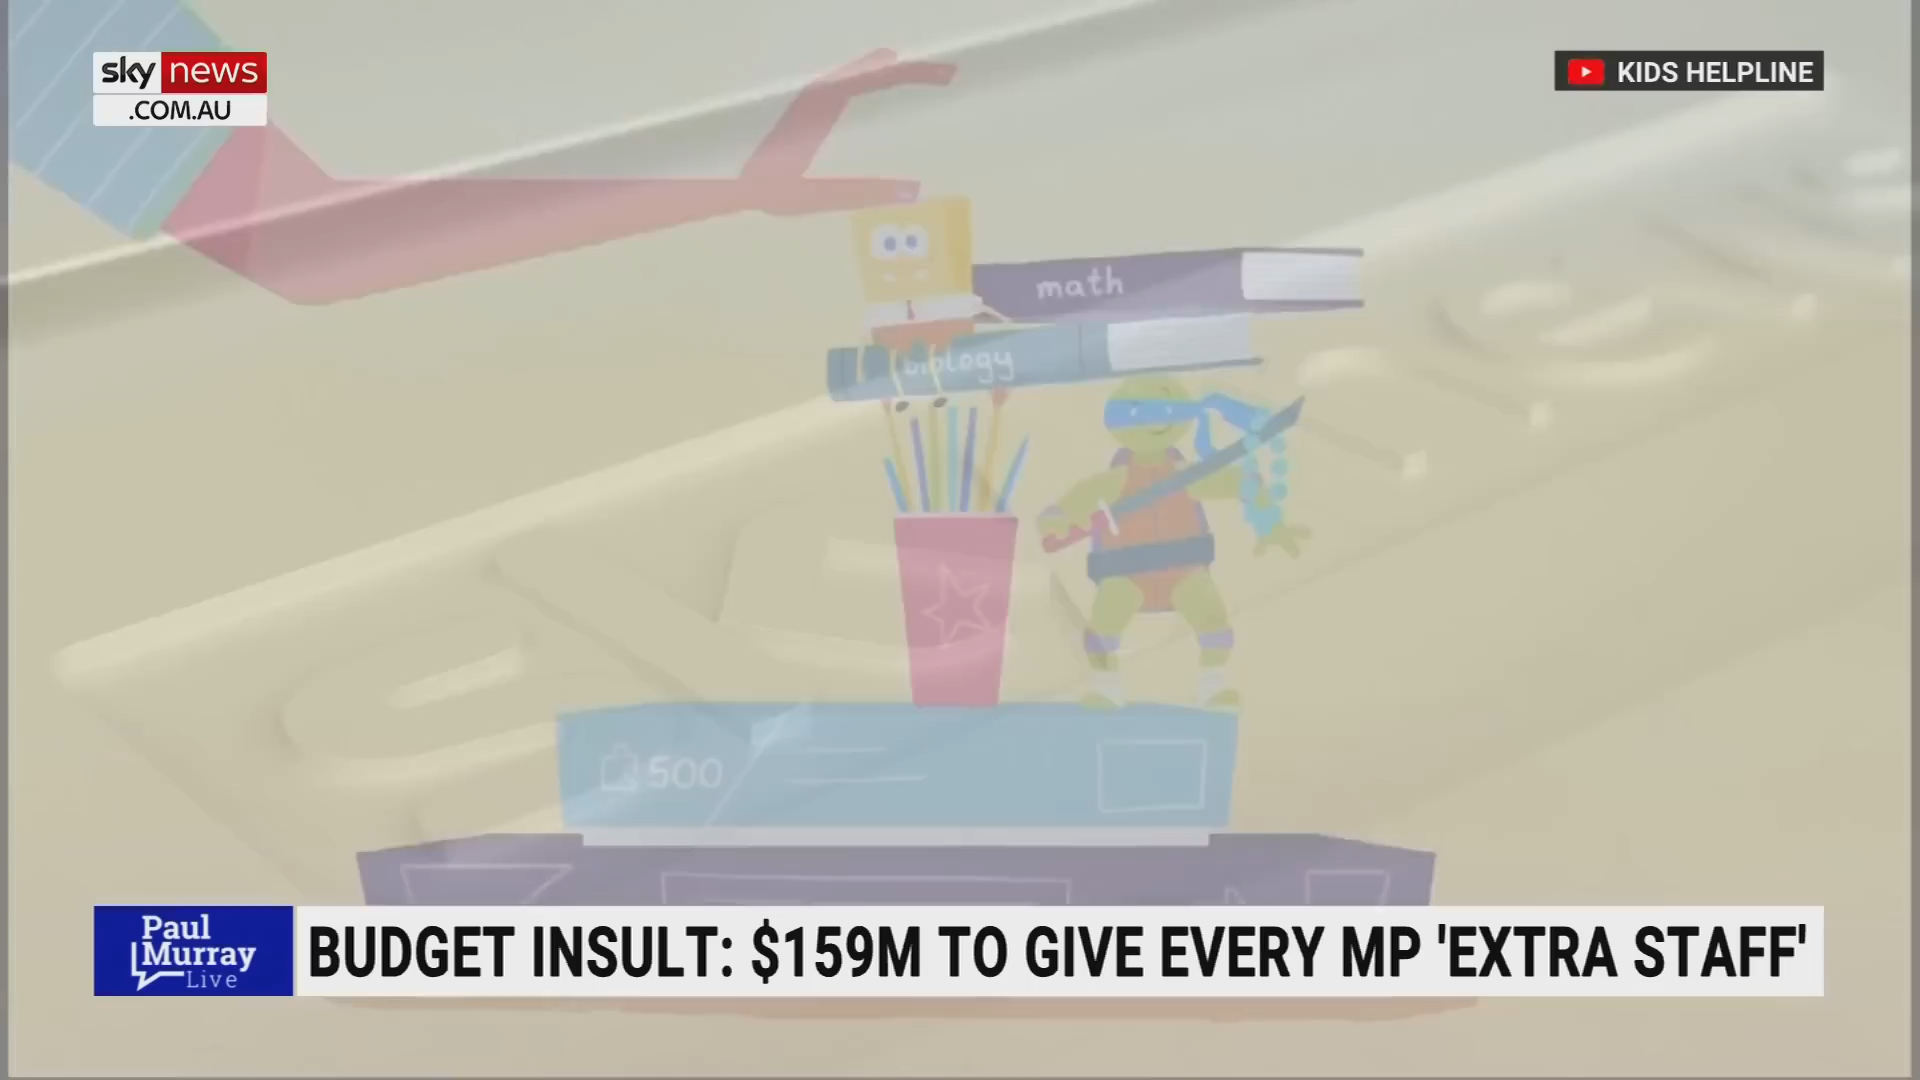 sky news
.COM.AU
KIDS HELPLINE
math
biology
500
Paul
Murray
Live
BUDGET INSULT: $159M TO GIVE EVERY MP 'EXTRA STAFF'